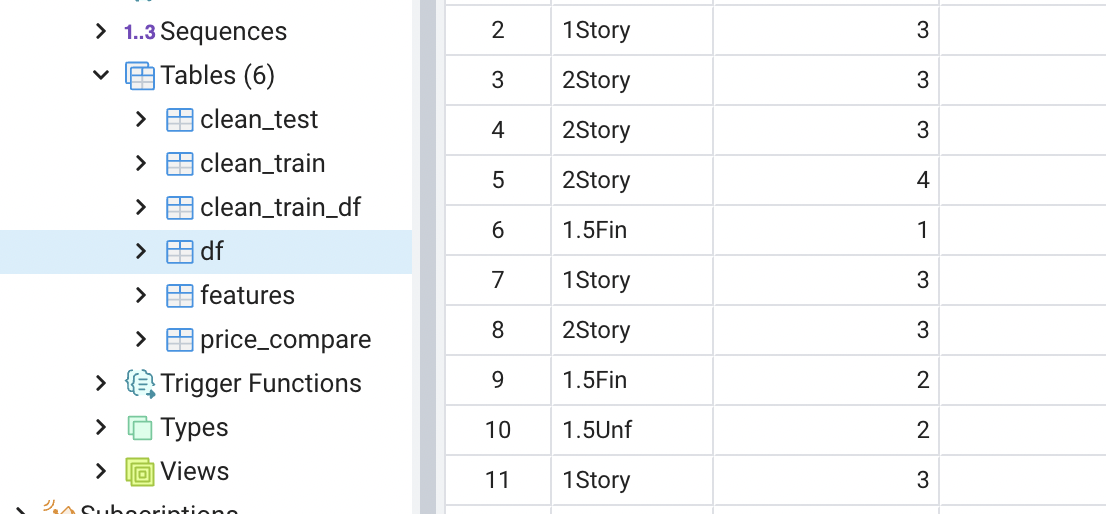 1..3 Sequences
Tables (6)
clean_test
clean_train
clean_train_df
df
features
price_compare
Trigger Functions
Types
Views
Subscriptions
2 1Story 3
3 2Story 3
4 2Story 3
5 2Story 4
6 1.5Fin 1
7 1Story 3
8 2Story 3
9 1.5Fin 2
10 1.5Unf 2
11 1Story 3